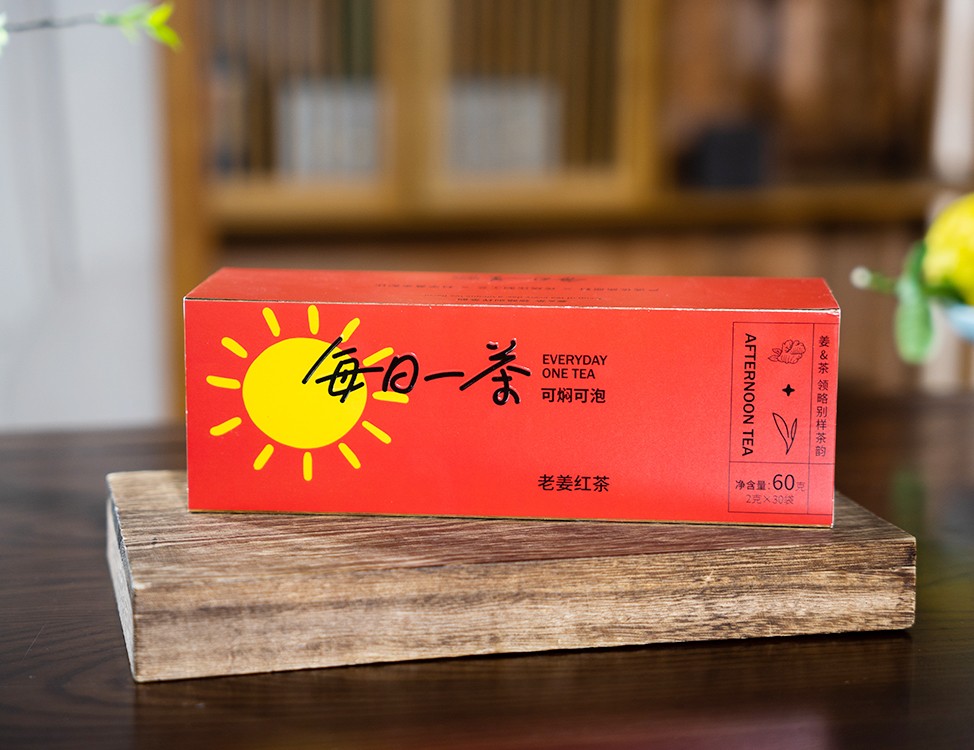 每日一茶
EVERYDAY
ONE TEA
可焖可泡
老姜红茶
AFTERNOON TEA
姜&茶 领略别样茶韵
净含量:60克
2克×30袋